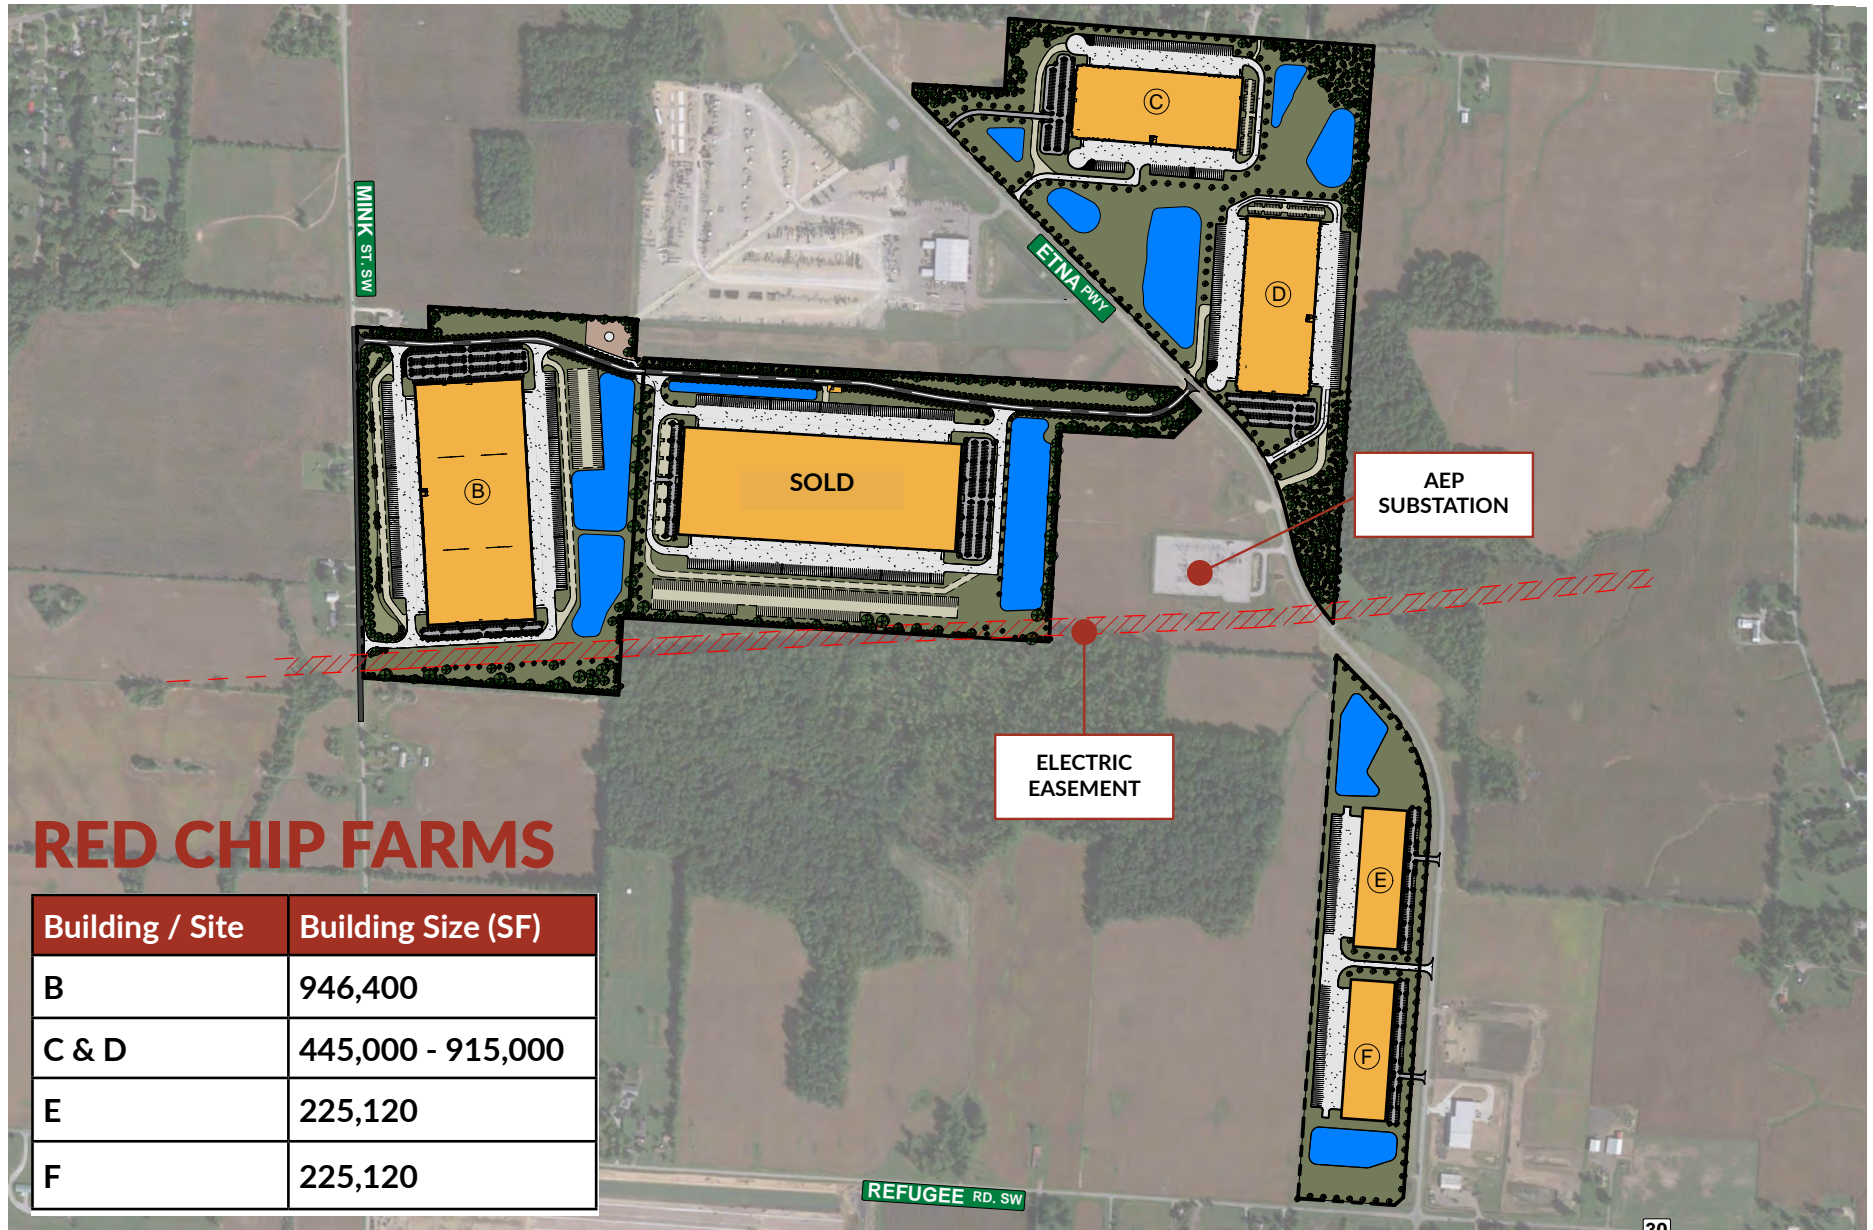 C
MINK ST. SW
ETNA PWY
D
B
SOLD
AEP
SUBSTATION
ELECTRIC
EASEMENT
RED CHIP FARMS
Building / Site Building Size (SF)
B 946,400
C & D 445,000 - 915,000
E 225,120
F 225,120
E
F
REFUGEE RD. SW
20